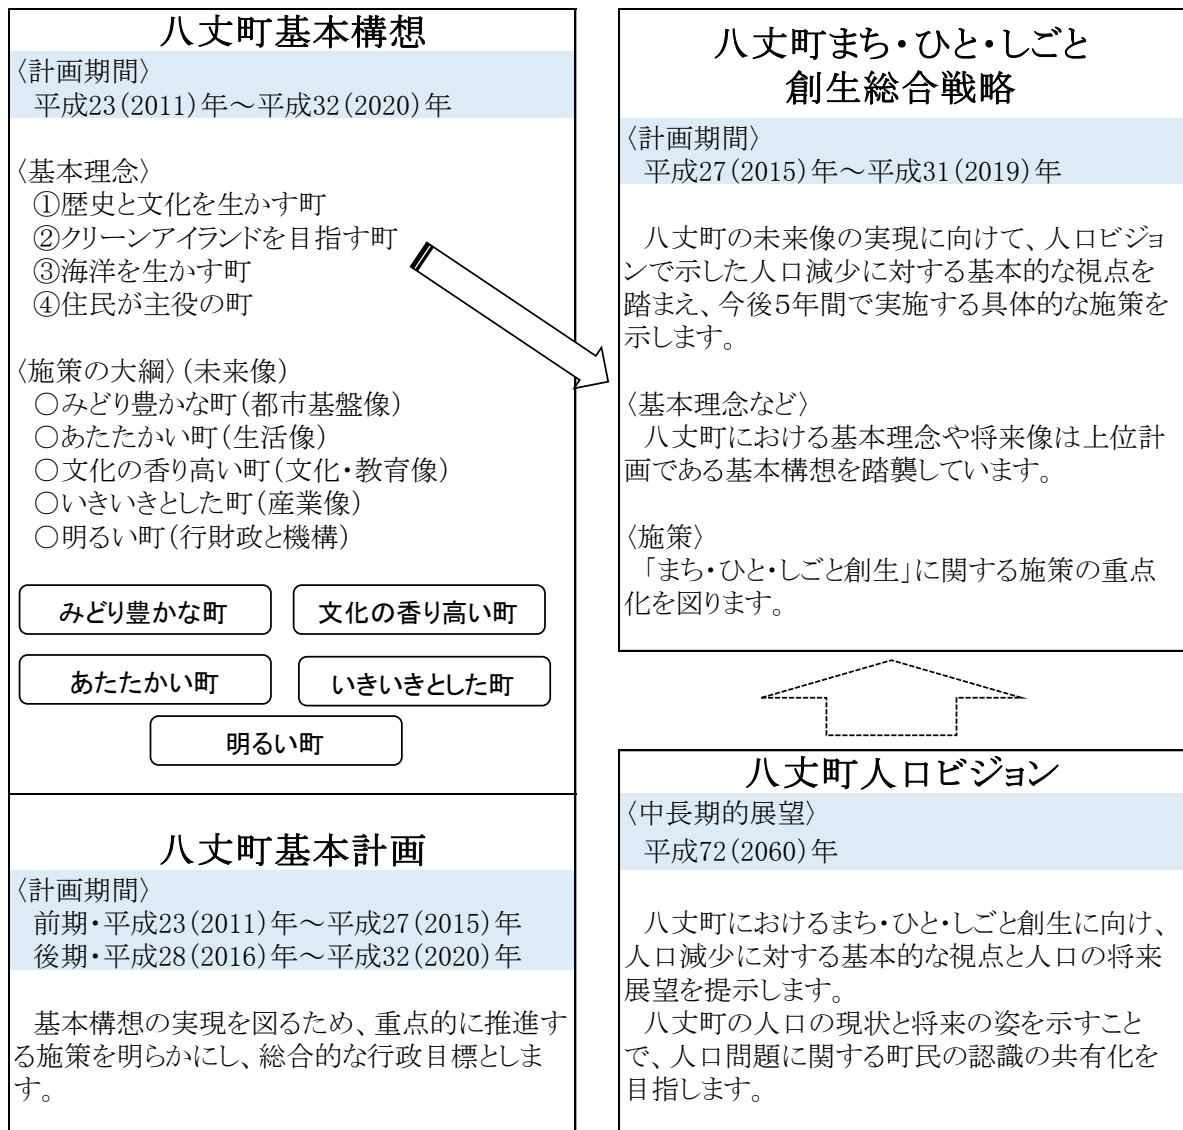 八丈町基本構想
〈計画期間〉
平成23(2011)年～平成32(2020)年
〈基本理念〉
①歴史と文化を生かす町
②クリーンアイランドを目指す町
③海洋を生かす町
④住民が主役の町
〈施策の大綱〉(未来像)
○みどり豊かな町(都市基盤像)
○あたたかい町(生活像)
○文化の香り高い町(文化・教育像)
○いきいきとした町(産業像)
○明るい町(行財政と機構)
みどり豊かな町
文化の香り高い町
あたたかい町
いきいきとした町
明るい町
八丈町基本計画
〈計画期間〉
前期・平成23(2011)年～平成27(2015)年
後期・平成28(2016)年～平成32(2020)年
基本構想の実現を図るため、重点的に推進す
る施策を明らかにし、総合的な行政目標としま
す。
八丈町まち・ひと・しごと
創生総合戦略
〈計画期間〉
平成27(2015)年～平成31(2019)年
八丈町の未来像の実現に向けて、人口ビジョ
ンで示した人口減少に対する基本的な視点を
踏まえ、今後５年間で実施する具体的な施策を
示します。
〈基本理念など〉
八丈町における基本理念や将来像は上位計
画である基本構想を踏襲しています。
〈施策〉
「まち・ひと・しごと創生」に関する施策の重点
化を図ります。
八丈町人口ビジョン
〈中長期的展望〉
平成72(2060)年
八丈町におけるまち・ひと・しごと創生に向け、
人口減少に対する基本的な視点と人口の将来
展望を提示します。
八丈町の人口の現状と将来の姿を示すこと
で、人口問題に関する町民の認識の共有化を
目指します。